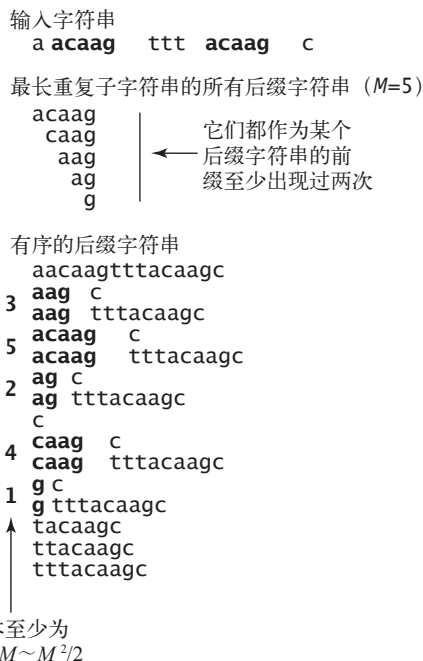 输入字符串
a acaag ttt acaag c
最长重复子字符串的所有后缀字符串（M=5）
acaag
caag
aag
ag
g
它们都作为某个
后缀字符串的前
缀至少出现过两次
有序的后缀字符串
aacaagtttacaagc
3
aag c
aag tttacaagc
5
acaag c
acaag tttacaagc
2
ag c
ag tttacaagc
c
4
caag c
caag tttacaagc
1
g c
g tttacaagc
tacaagc
ttacaagc
tttacaagc
至少为
M～M²/2